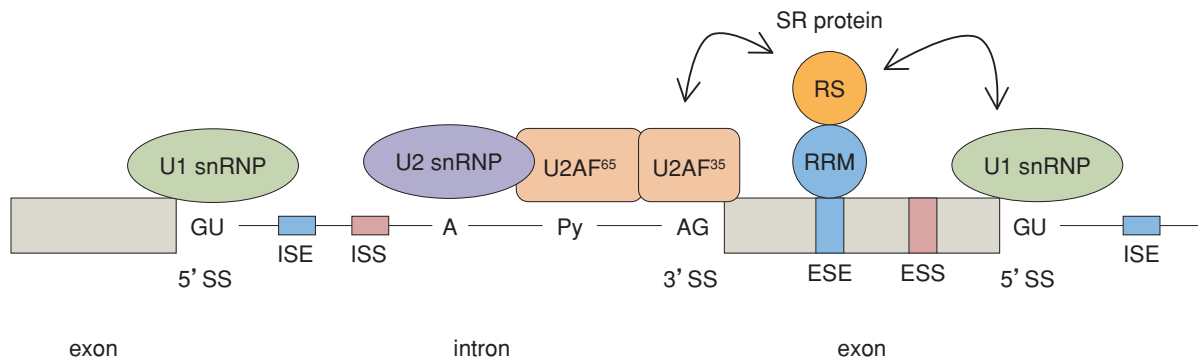 SR protein
RS
U1 snRNP
U2 snRNP
U2AF⁶⁵
U2AF³⁵
RRM
U1 snRNP
GU
A
Py
AG
GU
ISE
ISS
ESE
ESS
ISE
5' SS
3' SS
5' SS
exon
intron
exon